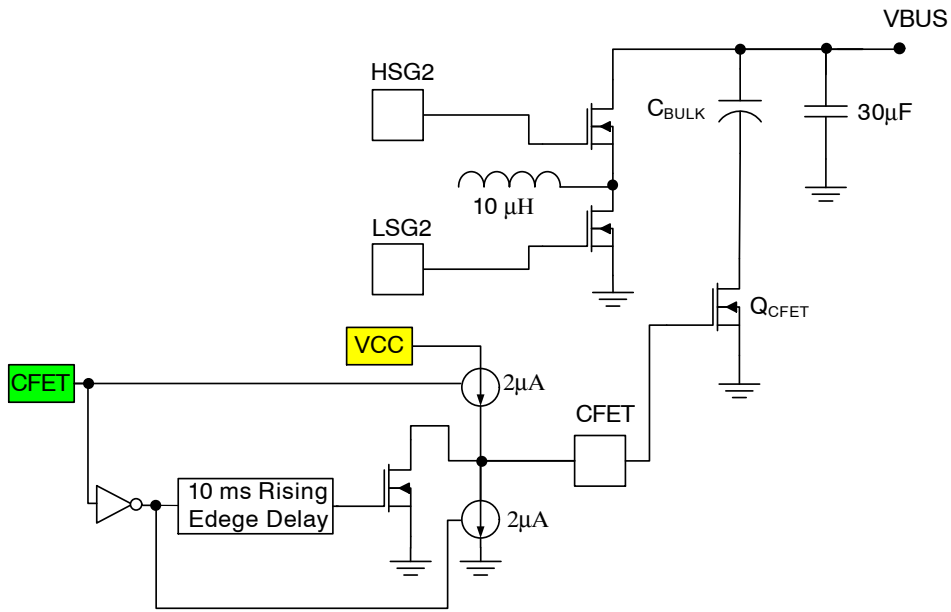 VBUS
HSG2
C_BULK
30μF
10 μH
LSG2
Q_CFET
VCC
CFET
2μA
CFET
10 ms Rising
Edege Delay
2μA